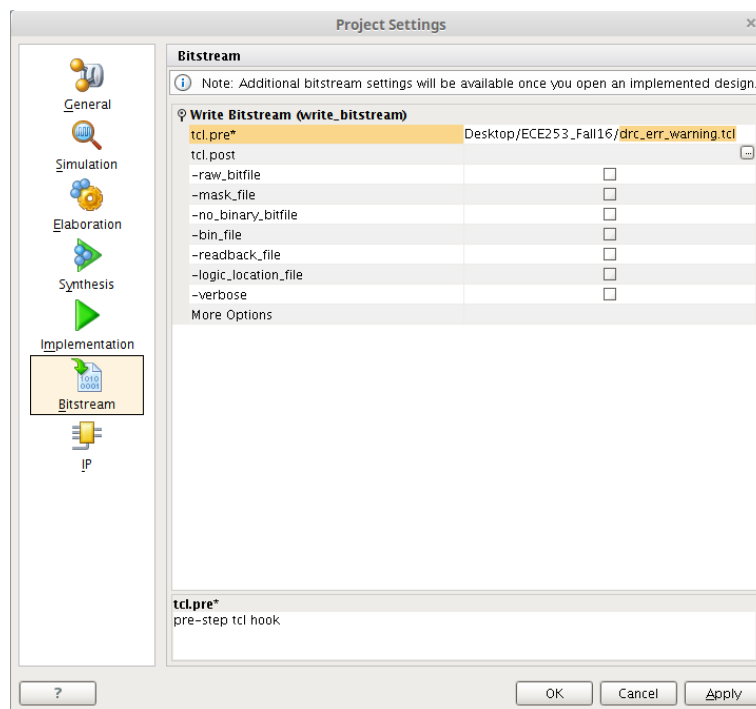 Project Settings
×
General
Simulation
Elaboration
Synthesis
Implementation
1010
0001
Bitstream
IP
Bitstream
Note: Additional bitstream settings will be available once you open an implemented design.
Write Bitstream (write_bitstream)
tcl.pre* Desktop/ECE253_Fall16/drc_err_warning.tcl
tcl.post ...
-raw_bitfile
-mask_file
-no_binary_bitfile
-bin_file
-readback_file
-logic_location_file
-verbose
More Options
tcl.pre*
pre-step tcl hook
? OK Cancel Apply